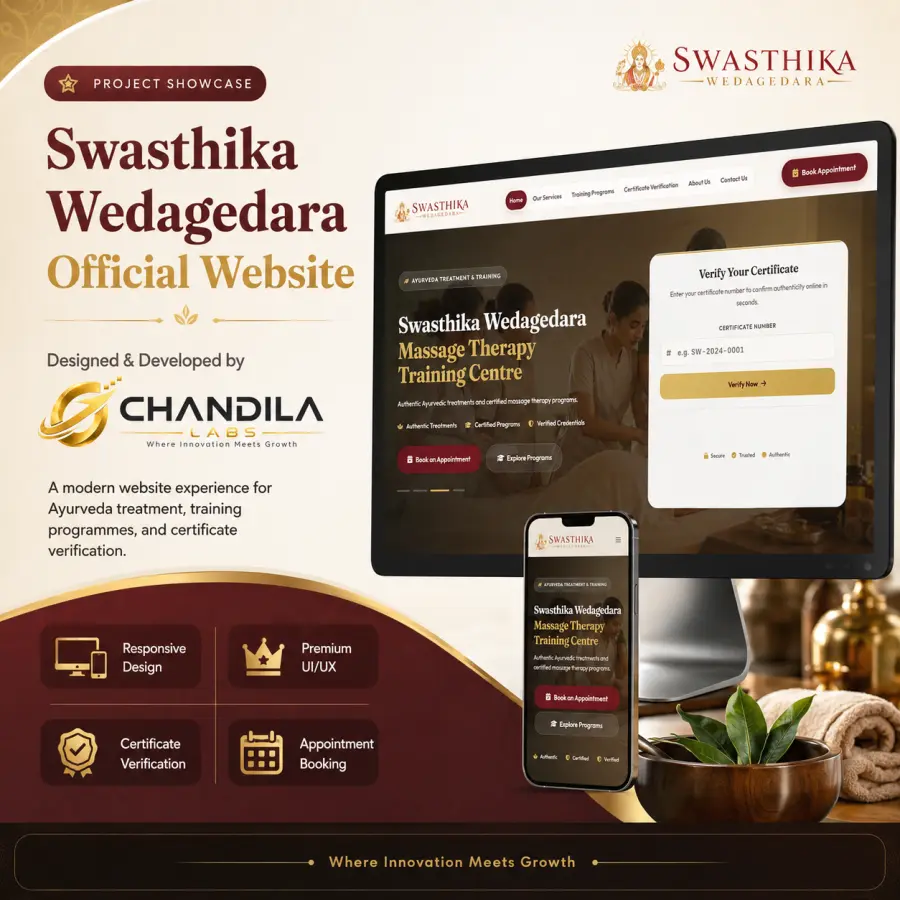 PROJECT SHOWCASE
SWASTHIKA
WEDAGEDARA
Swasthika
Wedagedara
Official Website
Designed & Developed by
CHANDILA
LABS
Where Innovation Meets Growth
A modern website experience for
Ayurveda treatment, training
programmes, and certificate
verification.
SWASTHIKA
WEDAGEDARA
Home
Our Services
Training Programs
Certificate Verification
About Us
Contact Us
Book Appointment
AYURVEDA TREATMENT & TRAINING
Swasthika Wedagedara
Massage Therapy
Training Centre
Authentic Ayurvedic treatments and certified massage therapy programs.
Authentic Treatments
Certified Programs
Verified Credentials
Book an Appointment
Explore Programs
Verify Your Certificate
Enter your certificate number to confirm authenticity online in
seconds.
CERTIFICATE NUMBER
# e.g. SW-2024-0001
Verify Now →
Secure
Trusted
Authentic
SWASTHIKA
WEDAGEDARA
AYURVEDA TREATMENT & TRAINING
Swasthika Wedagedara
Massage Therapy
Training Centre
Authentic Ayurvedic treatments and
certified massage therapy programs.
Book an Appointment
Explore Programs
Authentic
Certified
Verified
Responsive
Design
Premium
UI/UX
Certificate
Verification
Appointment
Booking
Where Innovation Meets Growth